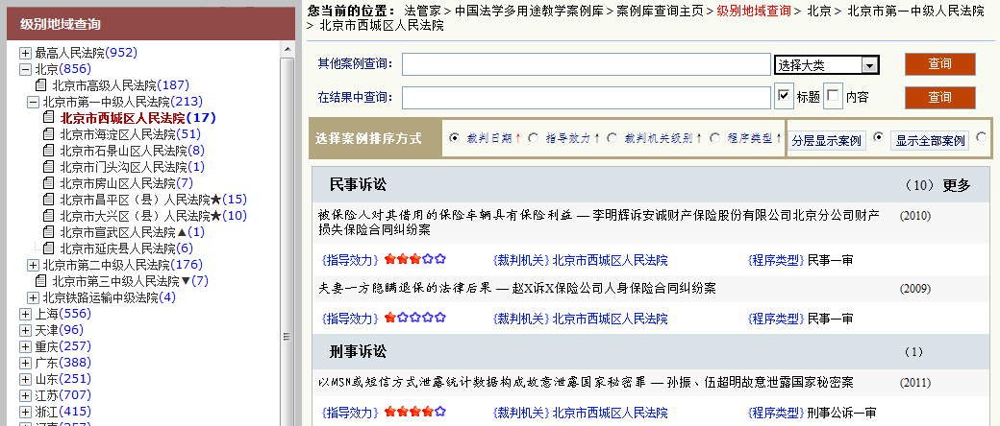 级别地域查询
最高人民法院(952)
北京(856)
北京市高级人民法院(187)
北京市第一中级人民法院(213)
北京市西城区人民法院(17)
北京市海淀区人民法院(51)
北京市石景山区人民法院(8)
北京市门头沟区人民法院(1)
北京市房山区人民法院(7)
北京市昌平区（县）人民法院★(15)
北京市大兴区（县）人民法院★(10)
北京市宣武区人民法院▲(1)
北京市延庆县人民法院(6)
北京市第二中级人民法院(176)
北京市第三中级人民法院▼(7)
北京铁路运输中级法院(4)
上海(556)
天津(96)
重庆(257)
广东(388)
山东(251)
江苏(707)
浙江(415)
您当前的位置： 法管家> 中国法学多用途教学案例库> 案例库查询主页> 级别地域查询 > 北京 > 北京市第一中级人民法院
> 北京市西城区人民法院
其他案例查询: 选择大类 查询
在结果中查询: 标题 内容 查询
选择案例排序方式 裁判日期↑ 指导效力↑ 裁判机关级别↑ 程序类型↑ 分层显示案例 显示全部案例
民事诉讼 （10） 更多
被保险人对其借用的保险车辆具有保险利益 — 李明辉诉安诚财产保险股份有限公司北京分公司财产 (2010)
损失保险合同纠纷案
{指导效力} ★★★☆☆ {裁判机关} 北京市西城区人民法院 {程序类型} 民事一审
夫妻一方隐瞒退保的法律后果 — 赵X诉X保险公司人身保险合同纠纷案 (2009)
{指导效力} ★☆☆☆☆ {裁判机关} 北京市西城区人民法院 {程序类型} 民事一审
刑事诉讼 （1）
以MSN或短信方式泄露统计数据构成故意泄露国家秘密罪 — 孙振、伍超明故意泄露国家秘密案 (2011)
{指导效力} ★★★★☆ {裁判机关} 北京市西城区人民法院 {程序类型} 刑事公诉一审